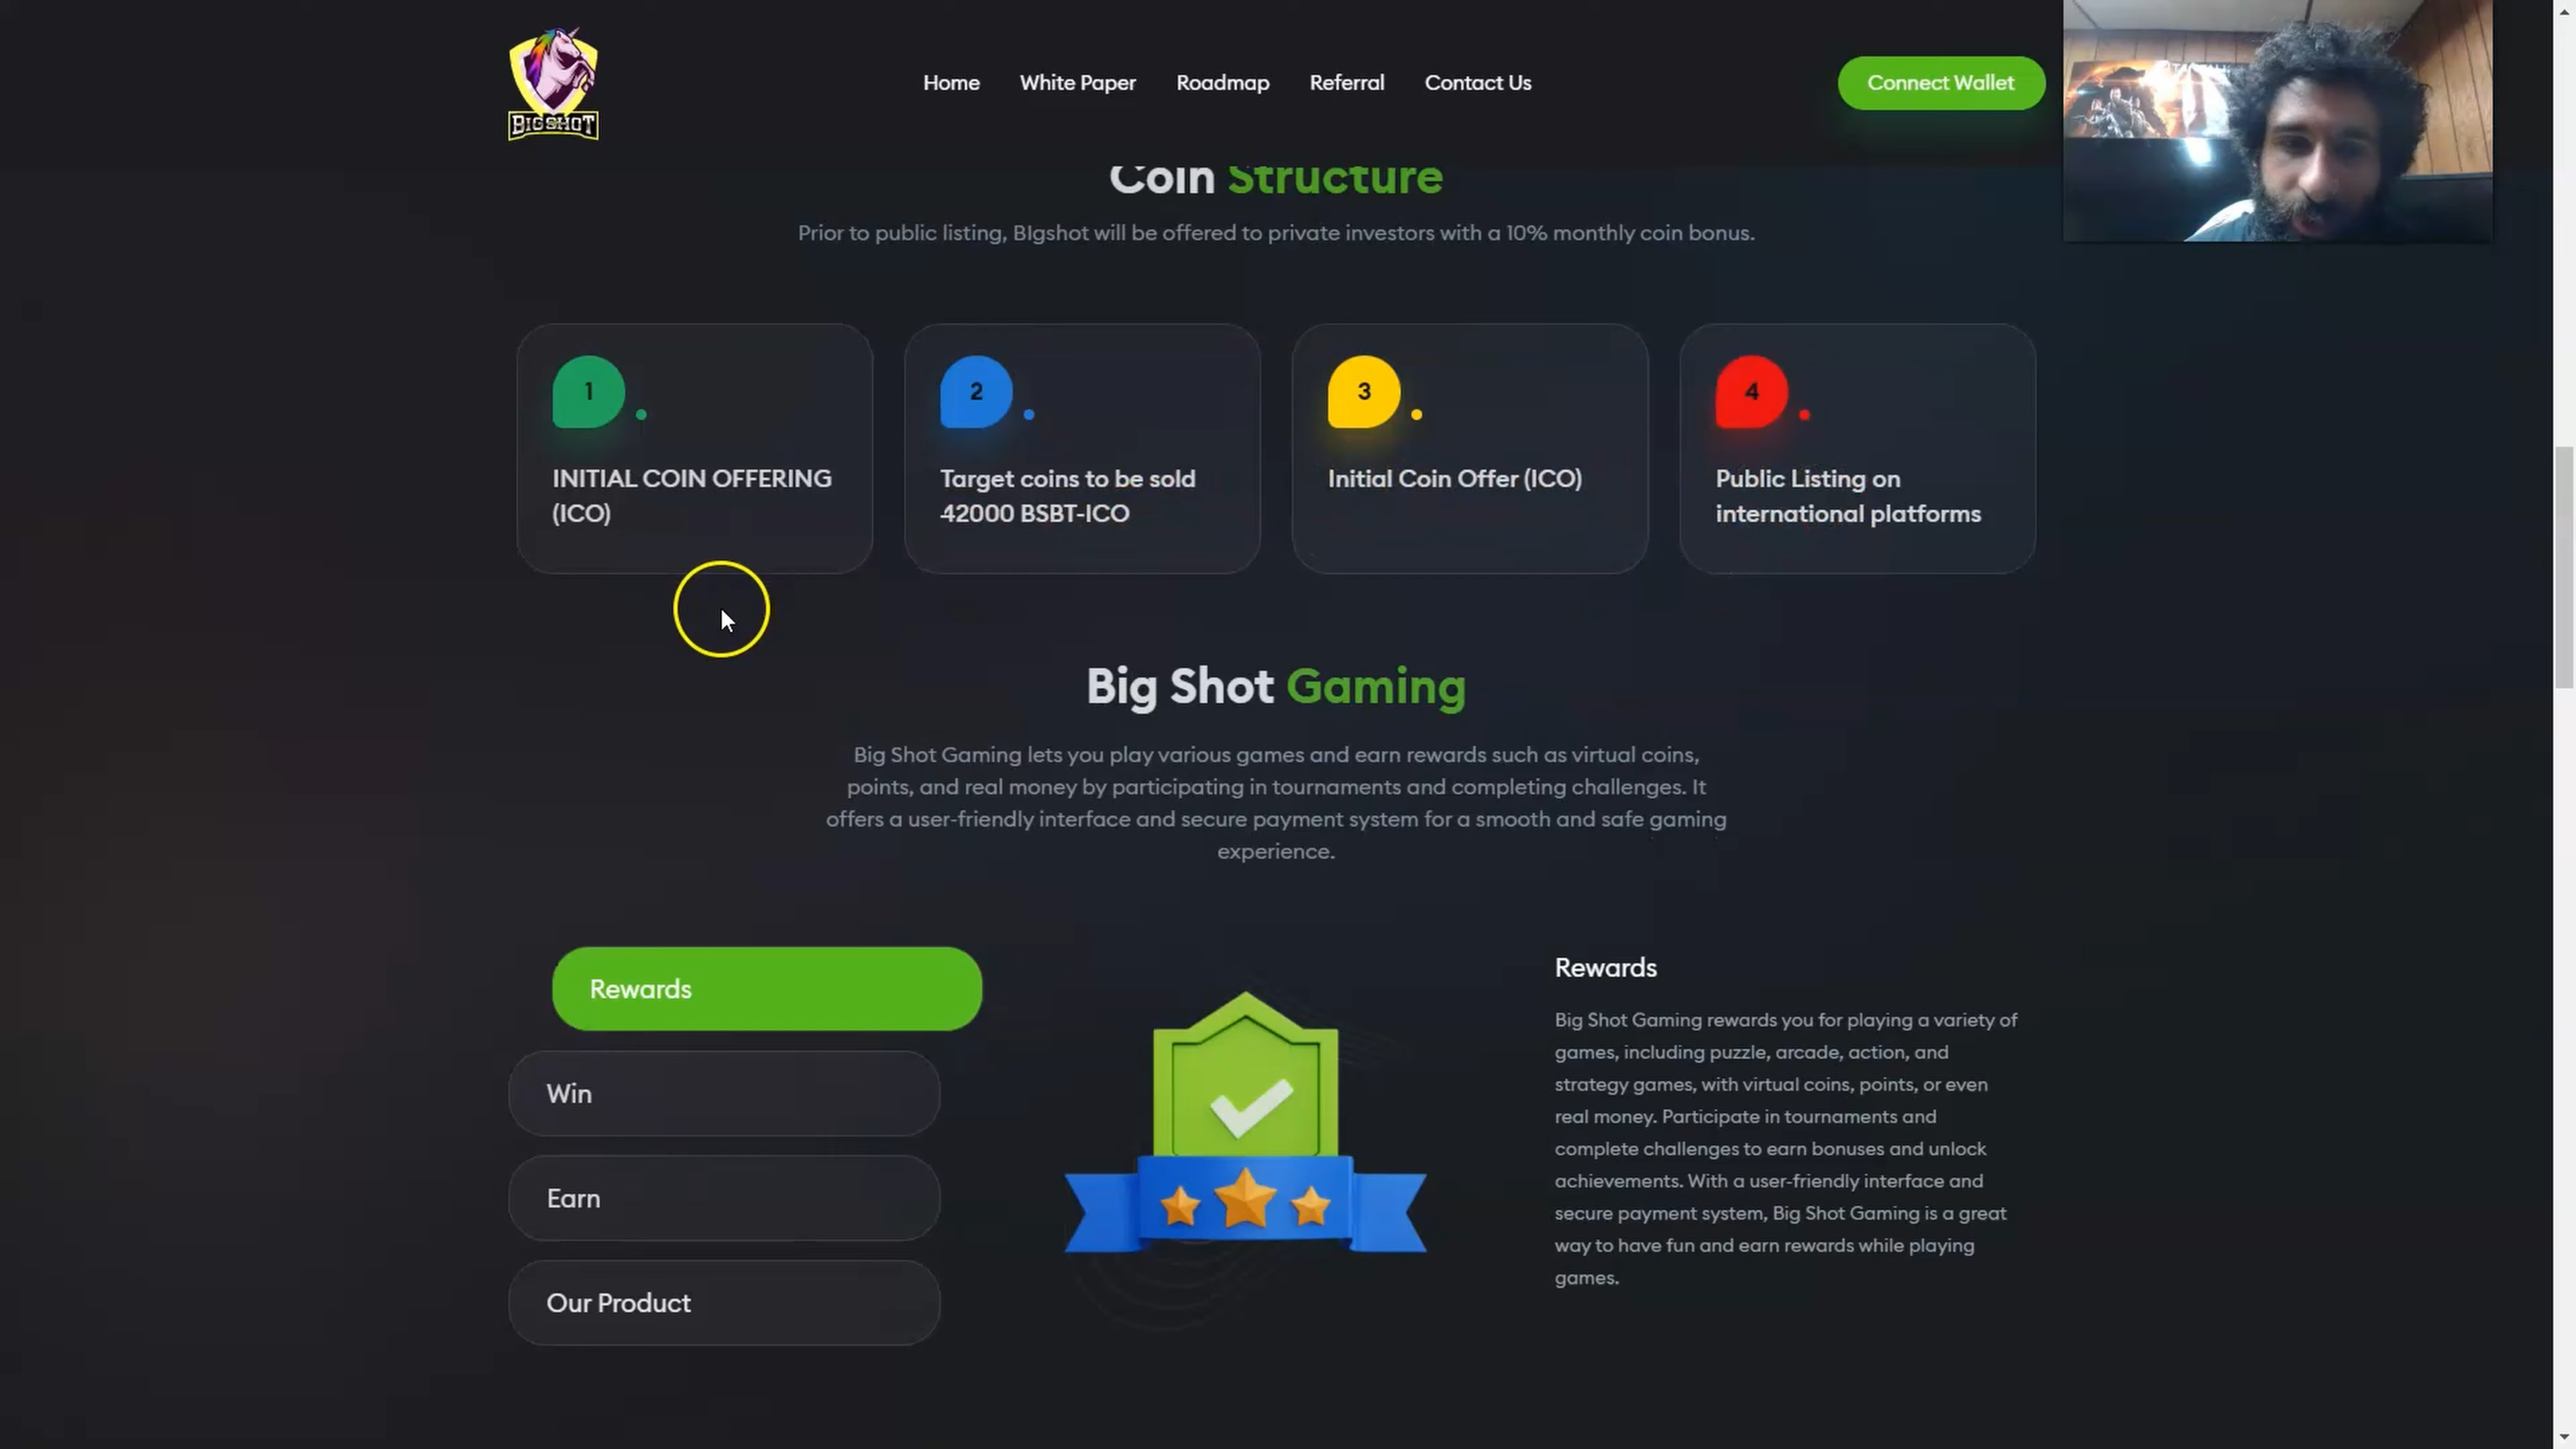 BIGSHOT
Home
White Paper
Roadmap
Referral
Contact Us
Connect Wallet
Coin Structure
Prior to public listing, BIgshot will be offered to private investors with a 10% monthly coin bonus.
1
INITIAL COIN OFFERING
(ICO)
2
Target coins to be sold
42000 BSBT-ICO
3
Initial Coin Offer (ICO)
4
Public Listing on
international platforms
Big Shot Gaming
Big Shot Gaming lets you play various games and earn rewards such as virtual coins,
points, and real money by participating in tournaments and completing challenges. It
offers a user-friendly interface and secure payment system for a smooth and safe gaming
experience.
Rewards
Win
Earn
Our Product
Rewards
Big Shot Gaming rewards you for playing a variety of
games, including puzzle, arcade, action, and
strategy games, with virtual coins, points, or even
real money. Participate in tournaments and
complete challenges to earn bonuses and unlock
achievements. With a user-friendly interface and
secure payment system, Big Shot Gaming is a great
way to have fun and earn rewards while playing
games.